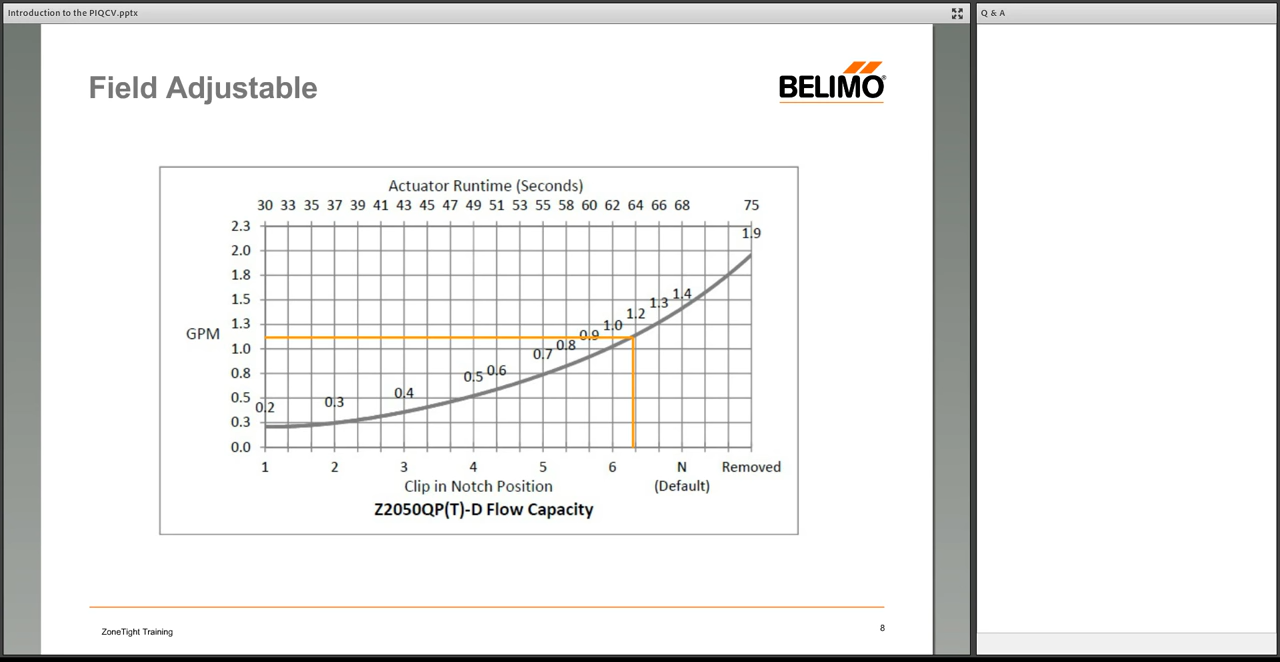 Introduction to the PIQCV.pptx
Q & A
Field Adjustable
BELIMO®
Actuator Runtime (Seconds)
30 33 35 37 39 41 43 45 47 49 51 53 55 58 60 62 64 66 68 75
2.3
2.0
1.8
1.5
1.3
1.0
0.8
0.5
0.3
0.0
GPM
0.2 0.3 0.4 0.5 0.6 0.7 0.8 0.9 1.0 1.2 1.3 1.4 1.9
1 2 3 4 5 6 N Removed
Clip in Notch Position (Default)
Z2050QP(T)-D Flow Capacity
ZoneTight Training
8